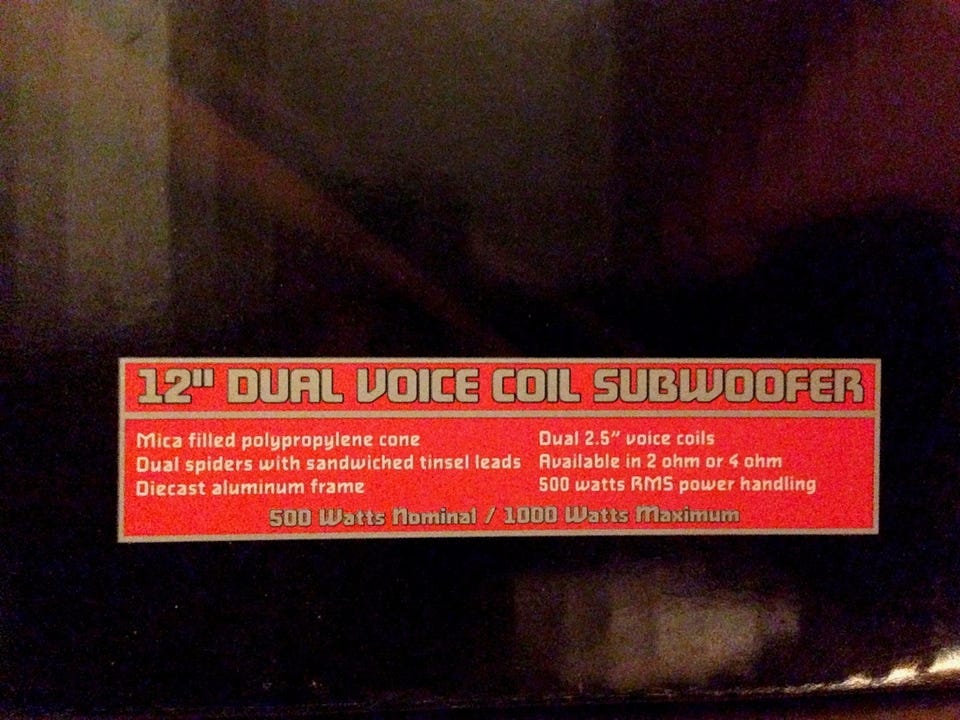 12" DUAL VOICE COIL SUBWOOFER
Mica filled polypropylene cone
Dual spiders with sandwiched tinsel leads
Diecast aluminum frame
Dual 2.5" voice coils
Available in 2 ohm or 4 ohm
500 watts RMS power handling
500 Watts Nominal / 1000 Watts Maximum